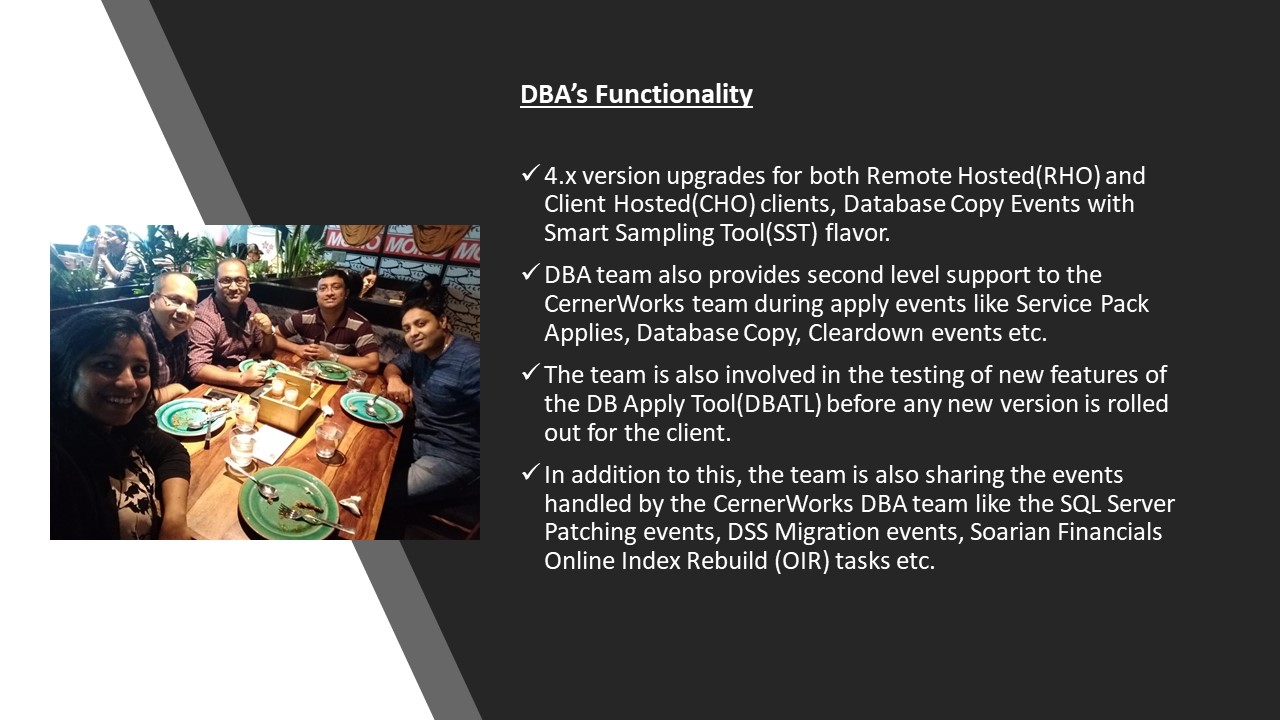 DBA’s Functionality
✓ 4.x version upgrades for both Remote Hosted(RHO) and
Client Hosted(CHO) clients, Database Copy Events with
Smart Sampling Tool(SST) flavor.
✓ DBA team also provides second level support to the
CernerWorks team during apply events like Service Pack
Applies, Database Copy, Cleardown events etc.
✓ The team is also involved in the testing of new features of
the DB Apply Tool(DBATL) before any new version is rolled
out for the client.
✓ In addition to this, the team is also sharing the events
handled by the CernerWorks DBA team like the SQL Server
Patching events, DSS Migration events, Soarian Financials
Online Index Rebuild (OIR) tasks etc.